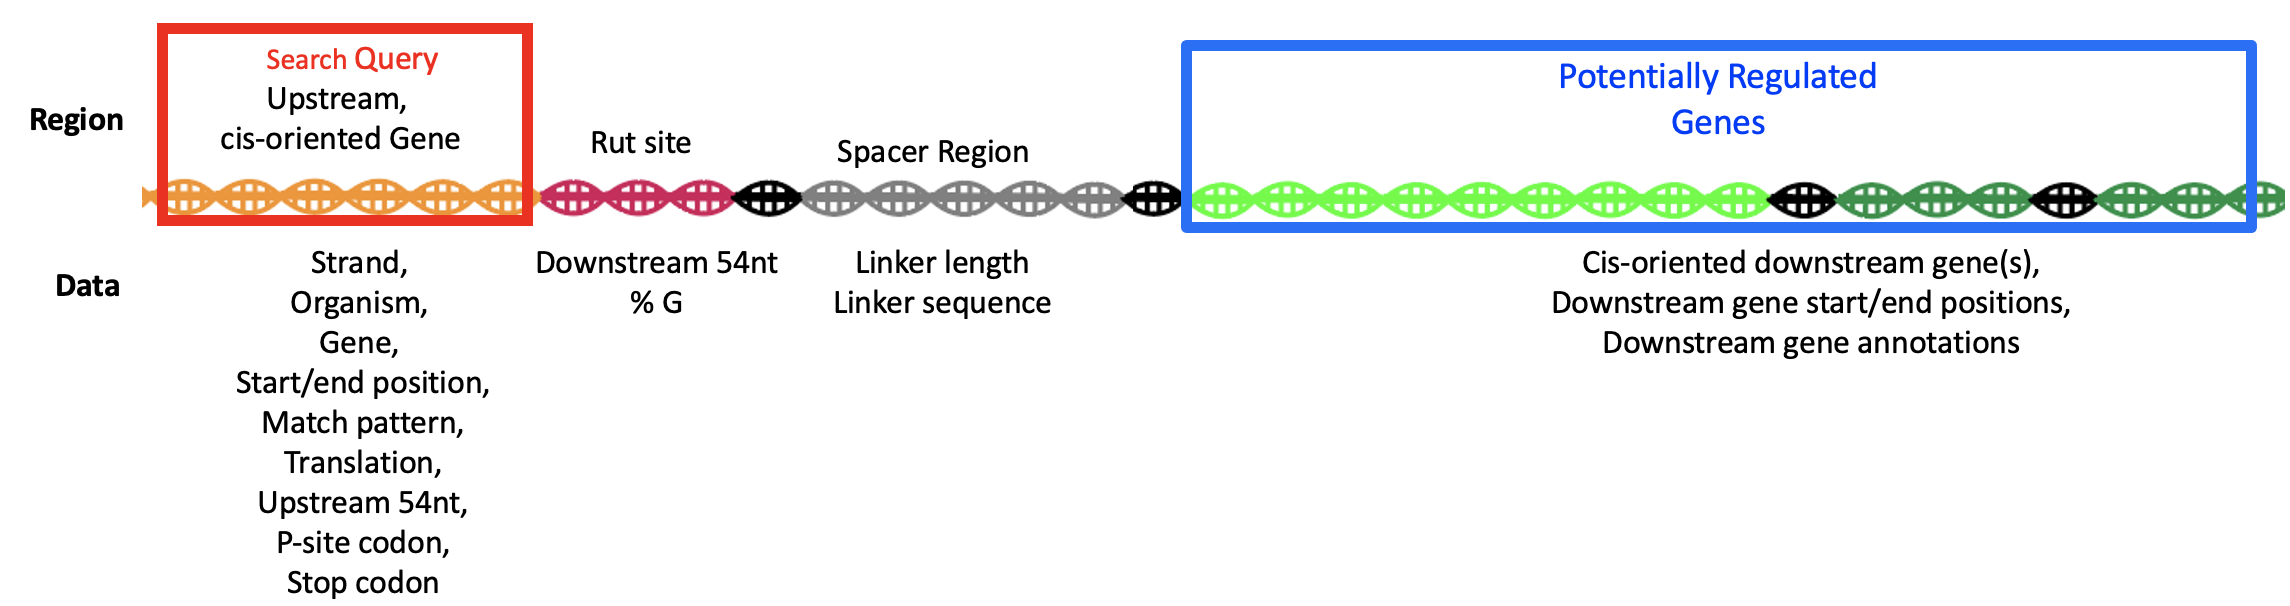 Region
Search Query
Upstream,
cis-oriented Gene
Rut site
Spacer Region
Potentially Regulated
Genes
Data
Strand,
Organism,
Gene,
Start/end position,
Match pattern,
Translation,
Upstream 54nt,
P-site codon,
Stop codon
Downstream 54nt
% G
Linker length
Linker sequence
Cis-oriented downstream gene(s),
Downstream gene start/end positions,
Downstream gene annotations